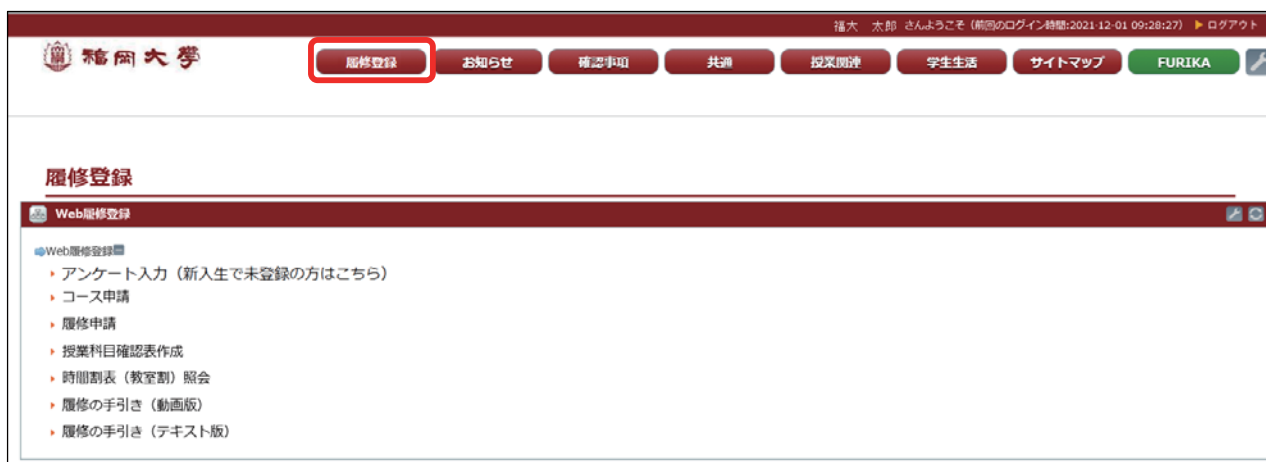 福大 太郎 さんようこそ（前回のログイン時間:2021-12-01 09:28:27） ログアウト
福岡大學
履修登録 お知らせ 確認事項 共通 授業関連 学生生活 サイトマップ FURIKA
履修登録
Web履修登録
Web履修登録
アンケート入力（新入生で未登録の方はこちら）
コース申請
履修申請
授業科目確認表作成
時間割表（教室割）照会
履修の手引き（動画版）
履修の手引き（テキスト版）